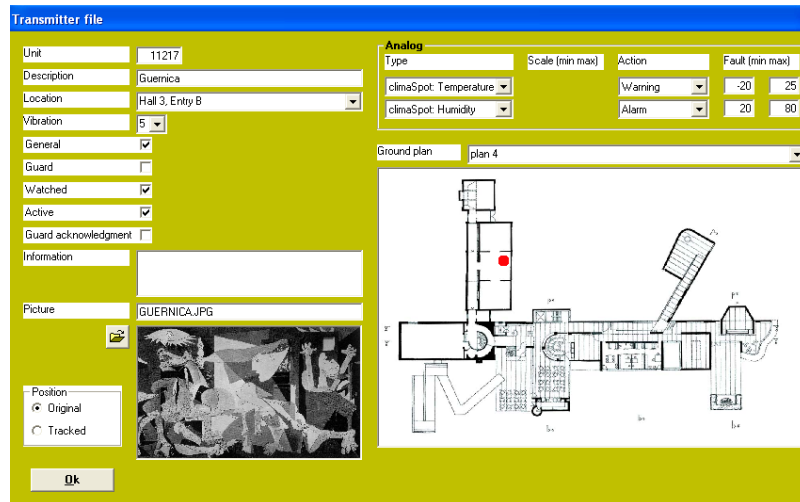 Transmitter file
Unit
11217
Description
Guernica
Location
Hall 3, Entry B
Vibration
5
General
Guard
Watched
Active
Guard acknowledgment
Information
Picture
GUERNICA.JPG
Position
Original
Tracked
Ok
Analog
Type Scale (min max) Action Fault (min max)
climaSpot: Temperature Warning -20 25
climaSpot: Humidity Alarm 20 80
Ground plan
plan 4